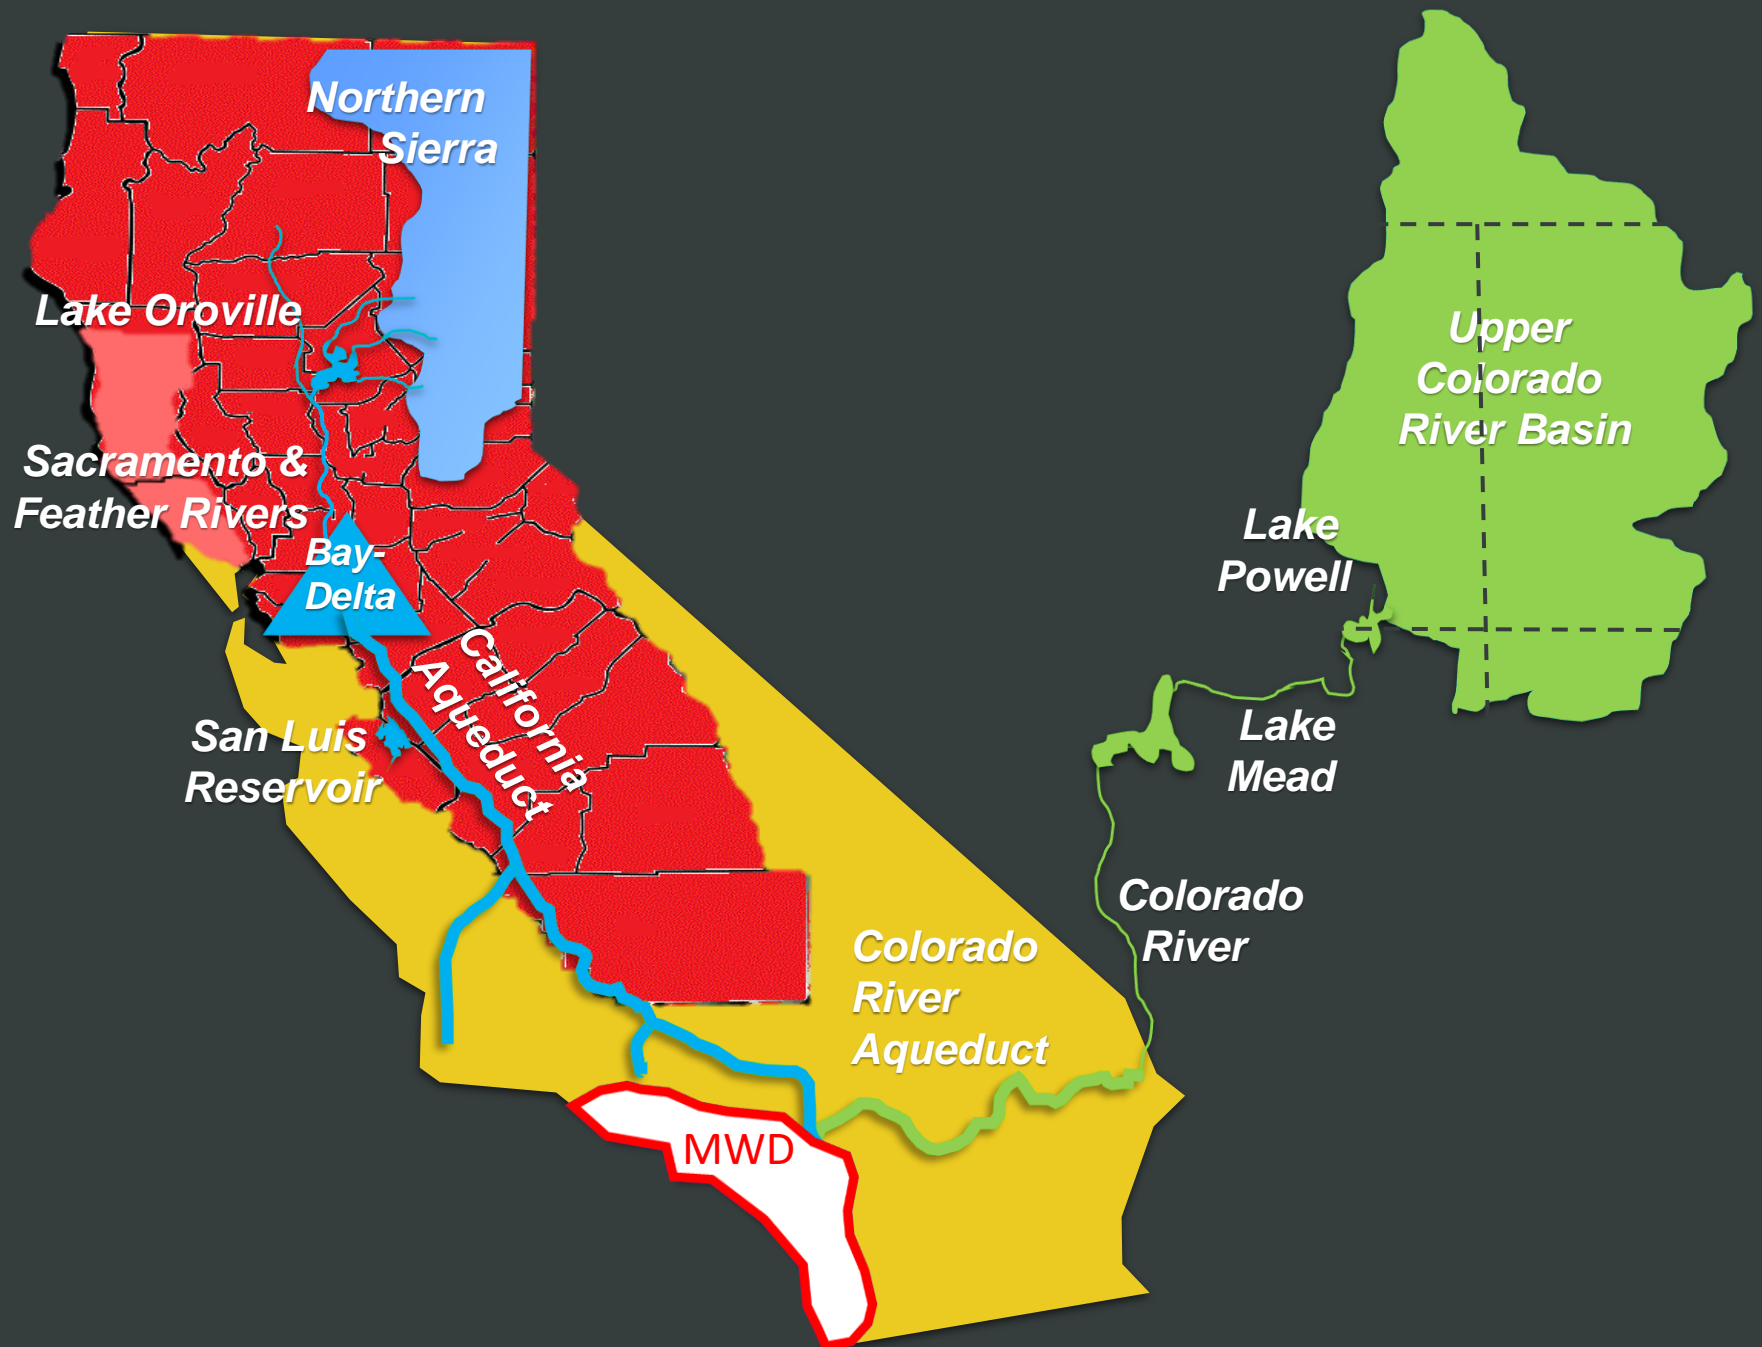 Northern
Sierra
Lake Oroville
Sacramento &
Feather Rivers
Bay-
Delta
California
Aqueduct
San Luis
Reservoir
Upper
Colorado
River Basin
Lake
Powell
Lake
Mead
Colorado
River
Colorado
River
Aqueduct
MWD